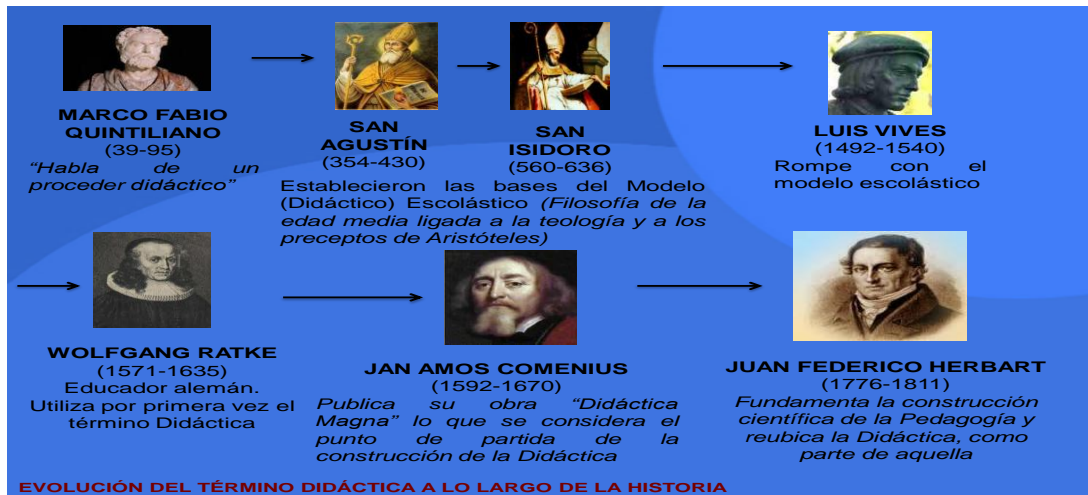 MARCO FABIO
QUINTILIANO
(39-95)
“Habla de un
proceder didáctico”
SAN
AGUSTÍN
(354-430)
SAN
ISIDORO
(560-636)
Establecieron las bases del Modelo
(Didáctico) Escolástico (Filosofía de la
edad media ligada a la teología y a los
preceptos de Aristóteles)
LUIS VIVES
(1492-1540)
Rompe con el
modelo escolástico
WOLFGANG RATKE
(1571-1635)
Educador alemán.
Utiliza por primera vez el
término Didáctica
JAN AMOS COMENIUS
(1592-1670)
Publica su obra “Didáctica
Magna” lo que se considera el
punto de partida de la
construcción de la Didáctica
JUAN FEDERICO HERBART
(1776-1811)
Fundamenta la construcción
científica de la Pedagogía y
reubica la Didáctica, como
parte de aquella
EVOLUCIÓN DEL TÉRMINO DIDÁCTICA A LO LARGO DE LA HISTORIA